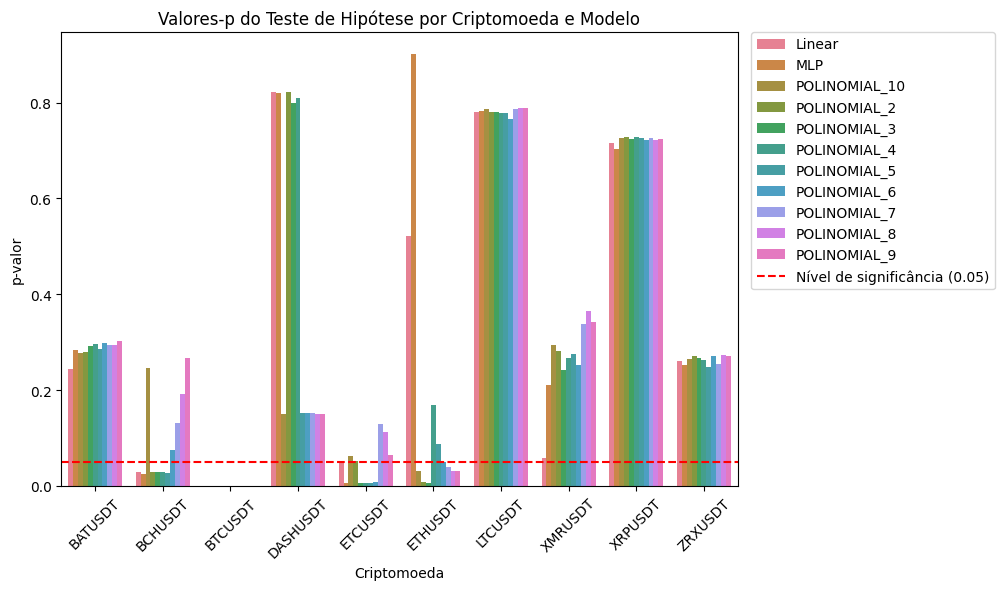 Valores-p do Teste de Hipótese por Criptomoeda e Modelo
p-valor
0.8
0.6
0.4
0.2
0.0
BATUSDT
BCHUSDT
BTCUSDT
DASHUSDT
ETCUSDT
ETHUSDT
LTCUSDT
XMRUSDT
XRPUSDT
ZRXUSDT
Criptomoeda
Linear
MLP
POLINOMIAL_10
POLINOMIAL_2
POLINOMIAL_3
POLINOMIAL_4
POLINOMIAL_5
POLINOMIAL_6
POLINOMIAL_7
POLINOMIAL_8
POLINOMIAL_9
Nível de significância (0.05)